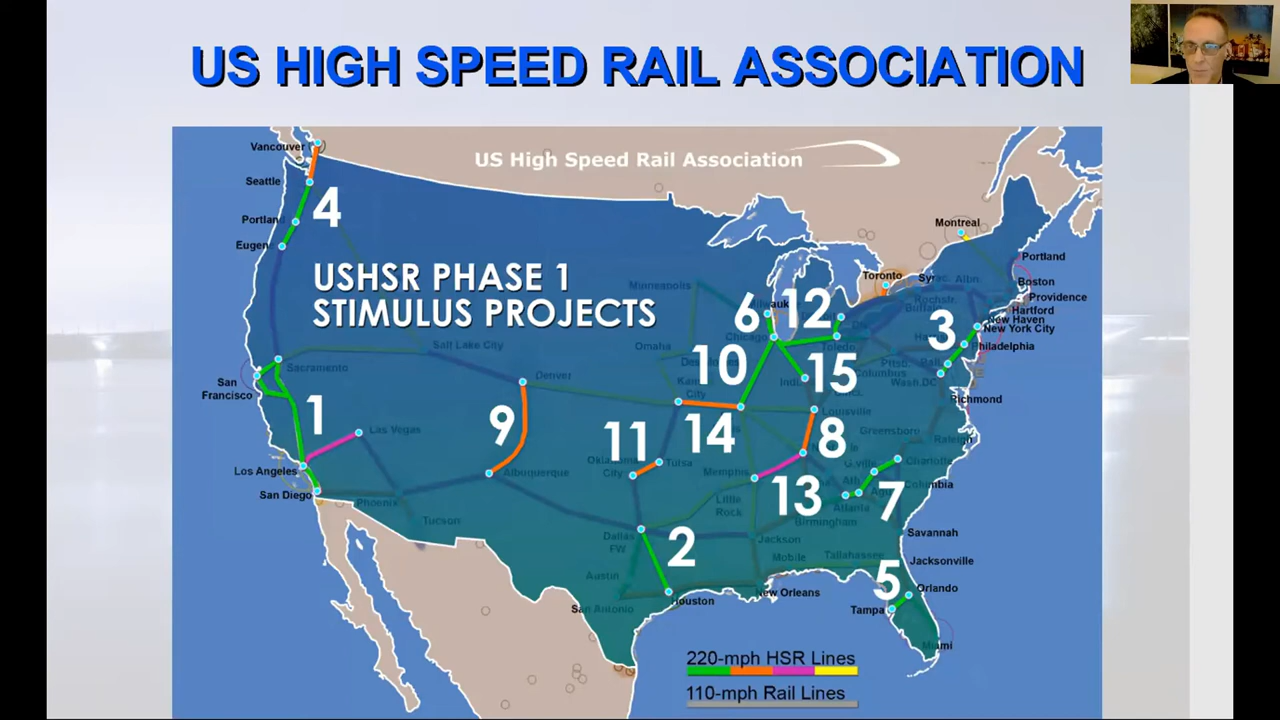 US HIGH SPEED RAIL ASSOCIATION
US High Speed Rail Association
Vancouver
Seattle
4
Portland
Eugene
USHSR PHASE 1
STIMULUS PROJECTS
Montreal
Toronto
Portland
Boston
Providence
Hartford
New Haven
New York City
Philadelphia
3
Minneapolis
6
12
Chicago
Toledo
Buffalo
Salt Lake City
Omaha
10
15
Sacramento
San
Francisco
Denver
City
Columbus
Wash.DC
Richmond
1
9
11
14
8
Louisville
Greensboro
Raleigh
Las Vegas
Los Angeles
Albuquerque
Oklahoma
City
Tulsa
Memphis
13
G.ville
Charlotte
Columbia
7
San Diego
Phoenix
Tucson
Little
Rock
Atlanta
Birmingham
Dallas
FW
2
Jackson
Savannah
Austin
Mobile
Tallahassee
Jacksonville
5
Orlando
San Antonio
Houston
New Orleans
Tampa
Miami
220-mph HSR Lines
110-mph Rail Lines